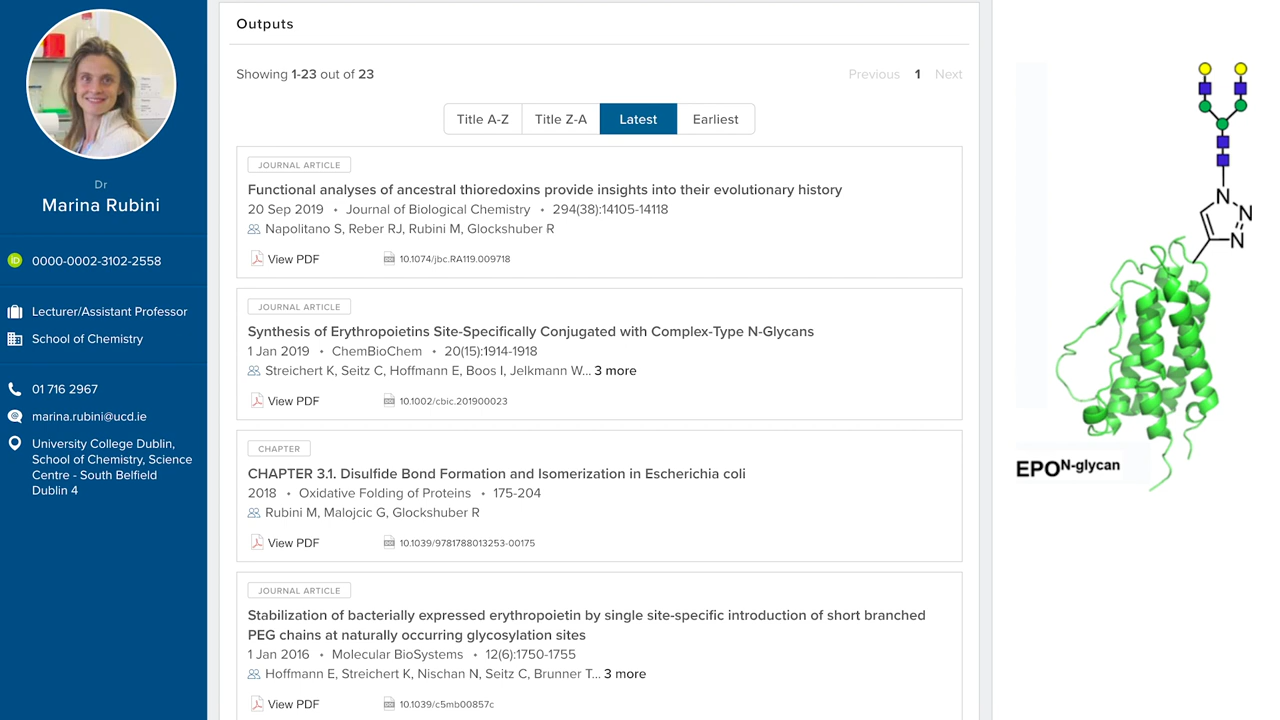 Dr
Marina Rubini
iD 0000-0002-3102-2558
Lecturer/Assistant Professor
School of Chemistry
01 716 2967
marina.rubini@ucd.ie
University College Dublin,
School of Chemistry, Science
Centre - South Belfield
Dublin 4
Outputs
Showing 1-23 out of 23
Previous 1 Next
Title A-Z Title Z-A Latest Earliest
JOURNAL ARTICLE
Functional analyses of ancestral thioredoxins provide insights into their evolutionary history
20 Sep 2019 • Journal of Biological Chemistry • 294(38):14105-14118
Napolitano S, Reber RJ, Rubini M, Glockshuber R
View PDF 10.1074/jbc.RA119.009718
JOURNAL ARTICLE
Synthesis of Erythropoietins Site-Specifically Conjugated with Complex-Type N-Glycans
1 Jan 2019 • ChemBioChem • 20(15):1914-1918
Streichert K, Seitz C, Hoffmann E, Boos I, Jelkmann W... 3 more
View PDF 10.1002/cbic.201900023
CHAPTER
CHAPTER 3.1. Disulfide Bond Formation and Isomerization in Escherichia coli
2018 • Oxidative Folding of Proteins • 175-204
Rubini M, Malojcic G, Glockshuber R
View PDF 10.1039/9781788013253-00175
JOURNAL ARTICLE
Stabilization of bacterially expressed erythropoietin by single site-specific introduction of short branched
PEG chains at naturally occurring glycosylation sites
1 Jan 2016 • Molecular BioSystems • 12(6):1750-1755
Hoffmann E, Streichert K, Nischan N, Seitz C, Brunner T... 3 more
View PDF 10.1039/c5mb00857c
N
N
N
EPO N-glycan